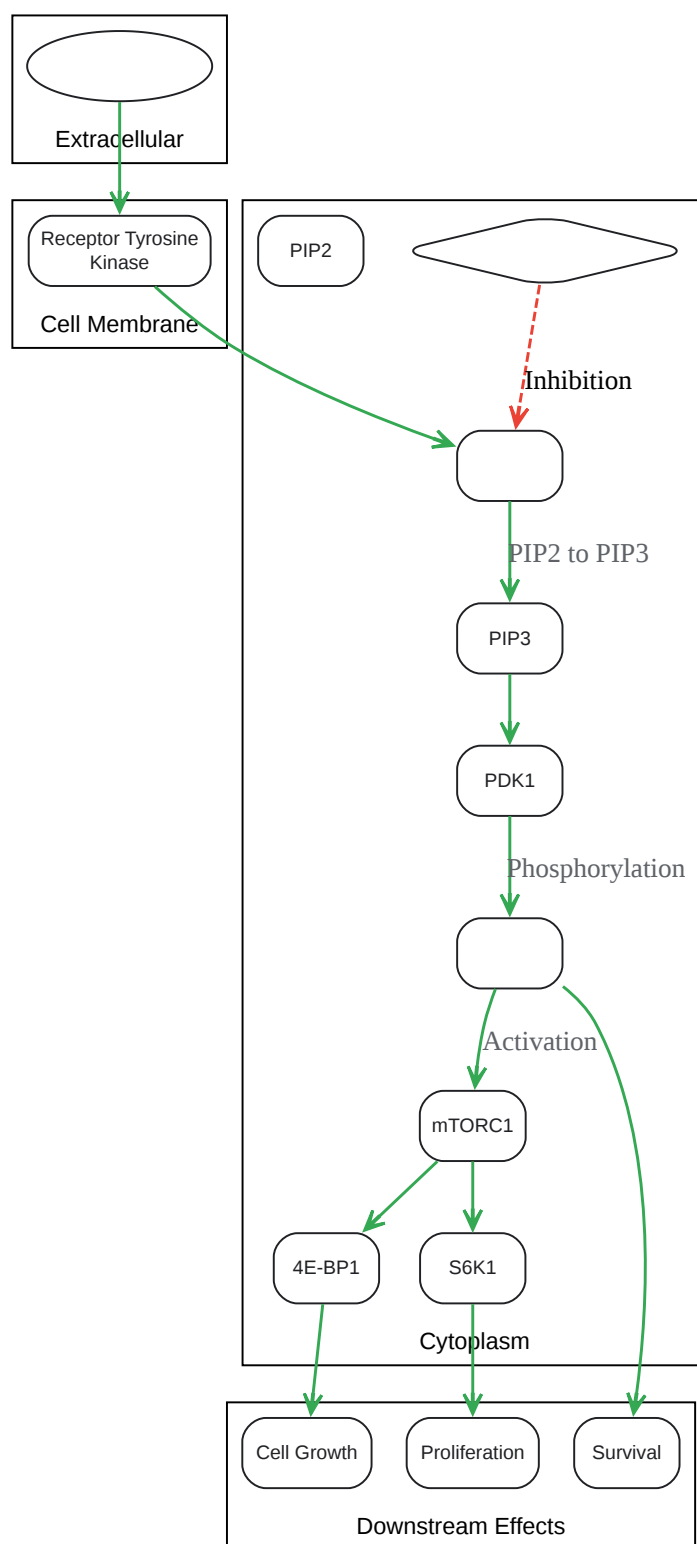 Extracellular
Receptor Tyrosine
Kinase
Cell Membrane
PIP2
Inhibition
PIP2 to PIP3
PIP3
PDK1
Phosphorylation
Activation
mTORC1
4E-BP1
S6K1
Cytoplasm
Cell Growth
Proliferation
Survival
Downstream Effects